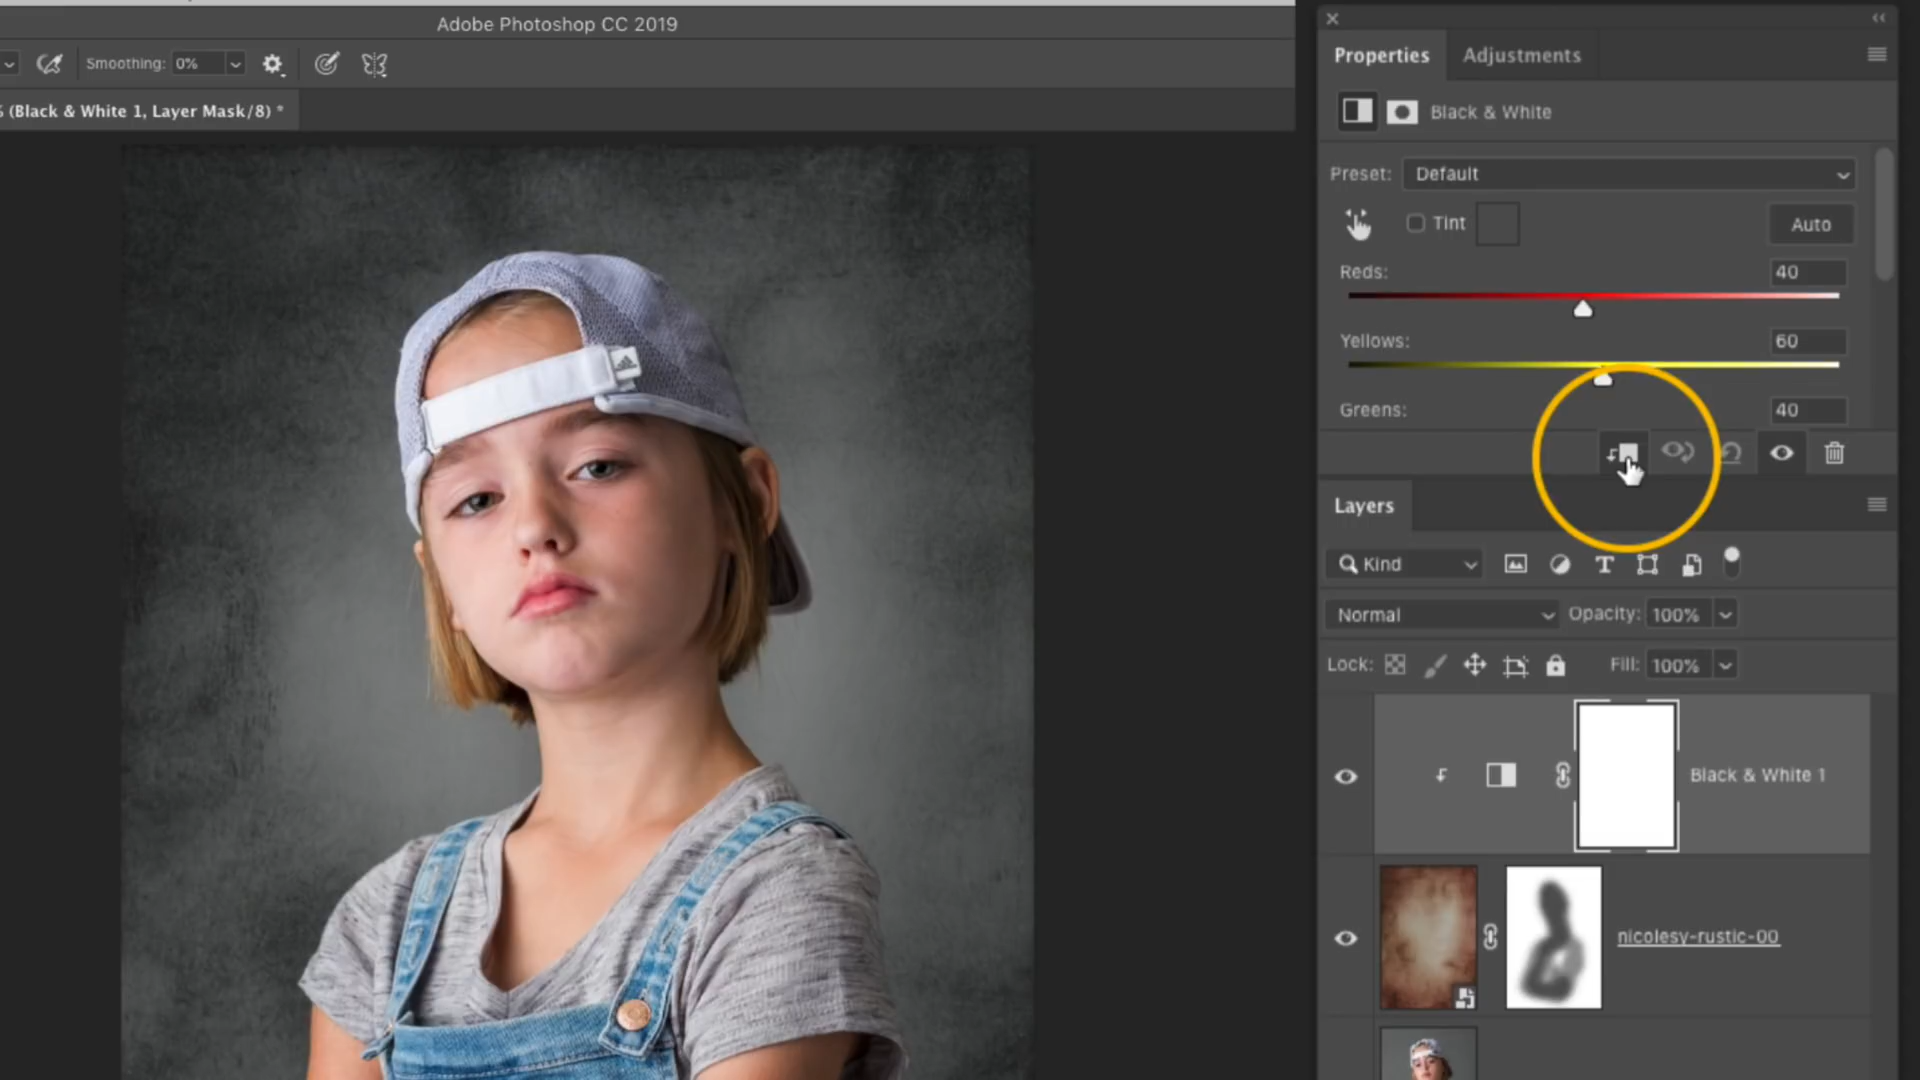 Adobe Photoshop CC 2019
Smoothing: 0%
(Black & White 1, Layer Mask/8) *
Properties
Adjustments
Black & White
Preset: Default
Tint
Auto
Reds: 40
Yellows: 60
Greens: 40
Layers
Kind
Normal Opacity: 100%
Lock: Fill: 100%
Black & White 1
nicolesy-rustic-00